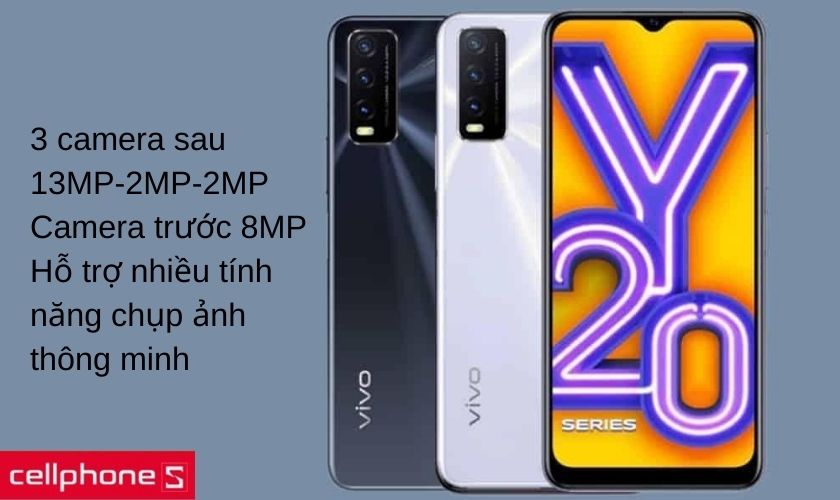 3 camera sau
13MP-2MP-2MP
Camera trước 8MP
Hỗ trợ nhiều tính
năng chụp ảnh
thông minh
cellphoneS
vivo
vivo
Y
20
SERIES